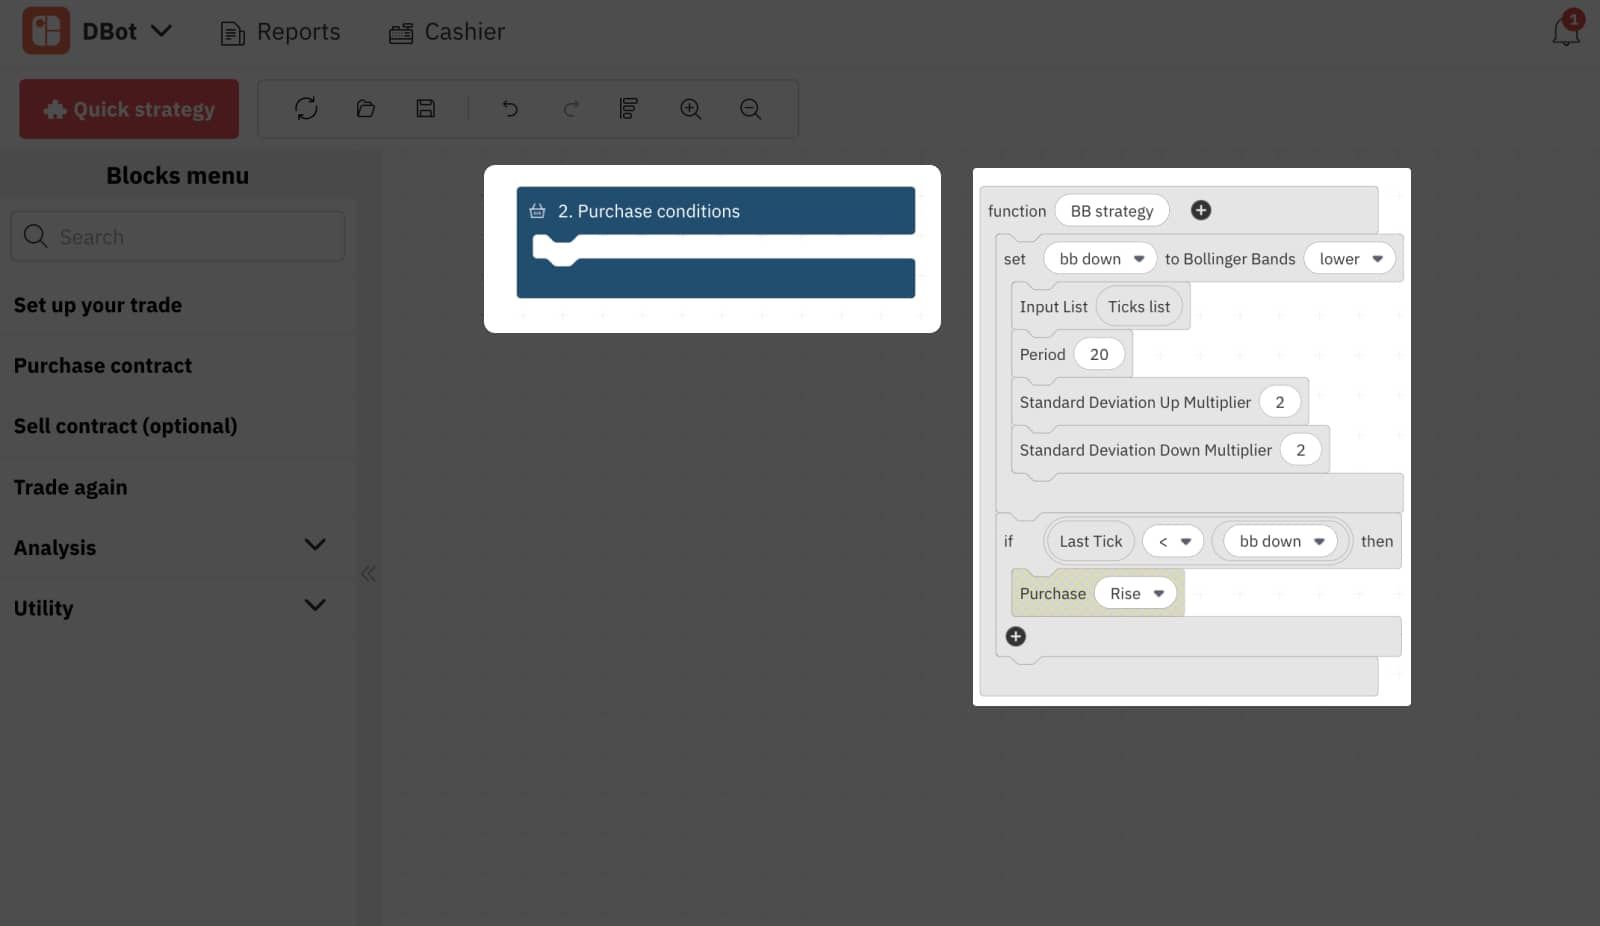 DBot
Reports
Cashier
1
Quick strategy
Blocks menu
Search
Set up your trade
Purchase contract
Sell contract (optional)
Trade again
Analysis
Utility
2. Purchase conditions
function BB strategy
set bb down to Bollinger Bands lower
Input List Ticks list
Period 20
Standard Deviation Up Multiplier 2
Standard Deviation Down Multiplier 2
if Last Tick < bb down then
Purchase Rise